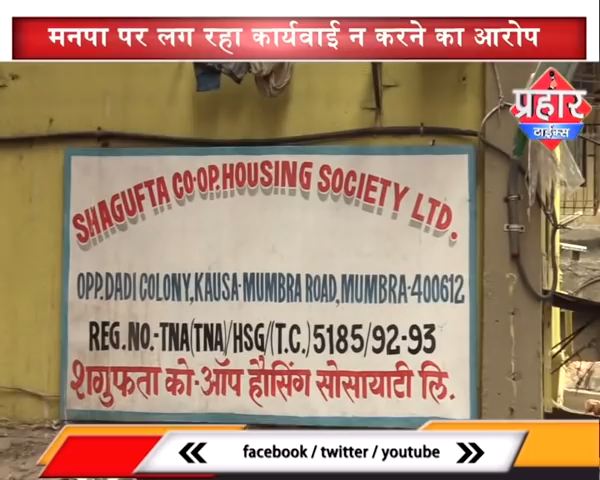 मनपा पर लग रहा कार्यवाई न करने का आरोप
प्रहार
टाईम्स
SHAGUFTA CO-OP. HOUSING SOCIETY LTD.
OPP. DADI COLONY, KAUSA-MUMBRA ROAD, MUMBRA-400612
REG. NO.-TNA(TNA)/HSG/(T.C.) 5185/92-93
शगुफता को-ऑप हौसिंग सोसायाटी लि.
facebook / twitter / youtube